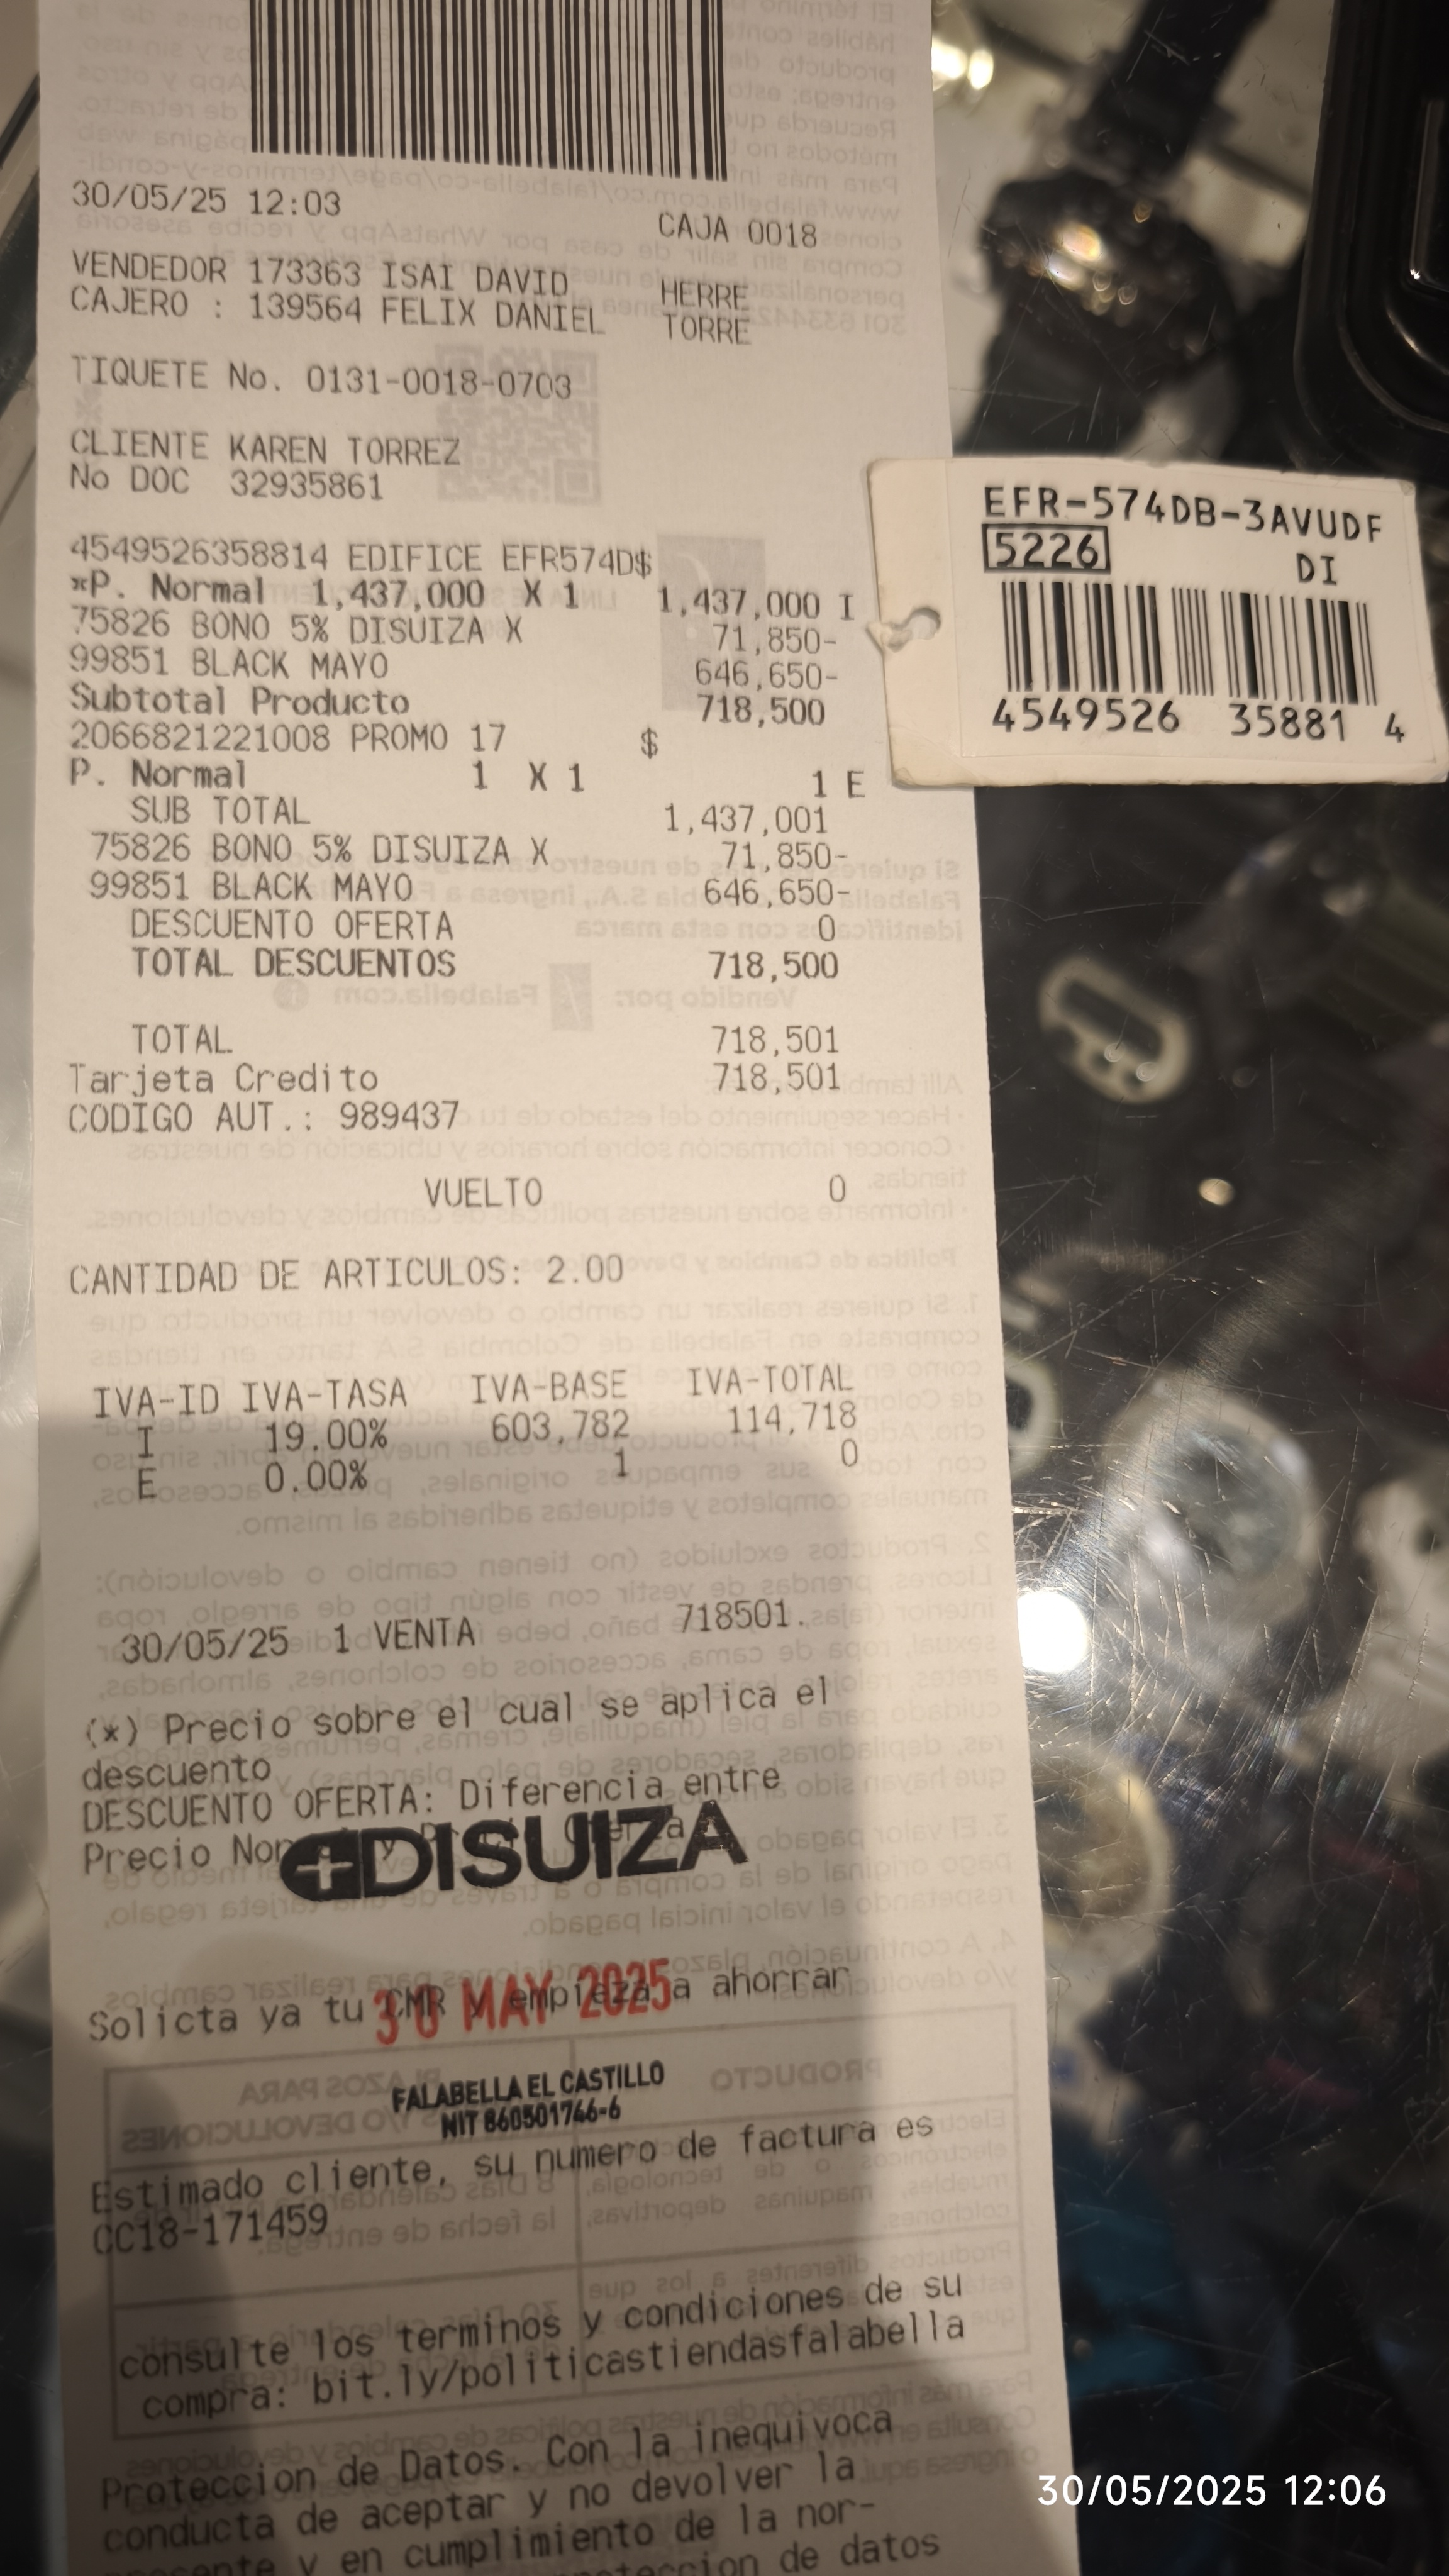 30/05/25 12:03 CAJA 0018
VENDEDOR 173363 ISAI DAVID HERRE
CAJERO : 139564 FELIX DANIEL TORRE
TIQUETE No. 0131-0018-0703
CLIENTE KAREN TORREZ
No DOC 32935861
4549526358814 EDIFICE EFR574D$
*P. Normal 1,437,000 X 1 1,437,000 I
75826 BONO 5% DISUIZA X 71,850-
99851 BLACK MAYO 646,650-
Subtotal Producto 718,500
2066821221008 PROMO 17 $
P. Normal 1 X 1 1 E
SUB TOTAL 1,437,001
75826 BONO 5% DISUIZA X 71,850-
99851 BLACK MAYO 646,650-
DESCUENTO OFERTA 0
TOTAL DESCUENTOS 718,500
TOTAL 718,501
Tarjeta Credito 718,501
CODIGO AUT.: 989437
VUELTO 0
CANTIDAD DE ARTICULOS: 2.00
IVA-ID IVA-TASA IVA-BASE IVA-TOTAL
I 19.00% 603,782 114,718
E 0.00% 1 0
30/05/25 1 VENTA 718501.
(*) Precio sobre el cual se aplica el
descuento
DESCUENTO OFERTA: Diferencia entre
Precio
DISUIZA
Solicta ya tu CMR y empieza a ahorrar
30 MAY 2025
FALABELLA EL CASTILLO
NIT 860501746-6
Estimado cliente, su numero de factura es
CC18-171459
consulte los terminos y condiciones de su
compra: bit.ly/politicastiendasfalabella
Proteccion de Datos. Con la inequivoca
conducta de aceptar y no devolver la
presente y en cumplimiento de la nor-
proteccion de datos
EFR-574DB-3AVUDF
5226 DI
4549526 35881 4
30/05/2025 12:06